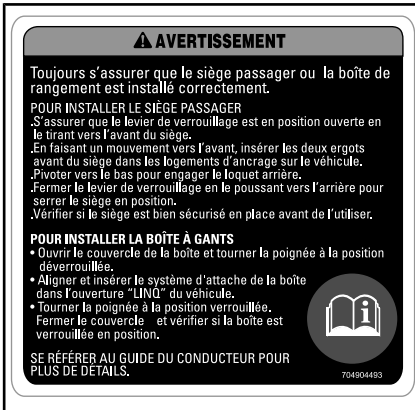 AVERTISSEMENT
Toujours s'assurer que le siège passager ou la boîte de
rangement est installé correctement.
POUR INSTALLER LE SIÈGE PASSAGER
.S'assurer que le levier de verrouillage est en position ouverte en
le tirant vers l'avant du siège.
.En faisant un mouvement vers l'avant, insérer les deux ergots
avant du siège dans les logements d'ancrage sur le véhicule.
.Pivoter vers le bas pour engager le loquet arrière.
.Fermer le levier de verrouillage en le poussant vers l'arrière pour
serrer le siège en position.
.Vérifier si le siège est bien sécurisé en place avant de l'utiliser.
POUR INSTALLER LA BOÎTE À GANTS
• Ouvrir le couvercle de la boîte et tourner la poignée à la position
déverrouillée.
• Aligner et insérer le système d'attache de la boîte
dans l'ouverture "LINQ" du véhicule.
• Tourner la poignée à la position verrouillée.
Fermer le couvercle et vérifier si la boîte est
verrouillée en position.
SE RÉFÉRER AU GUIDE DU CONDUCTEUR POUR
PLUS DE DÉTAILS.
704904493